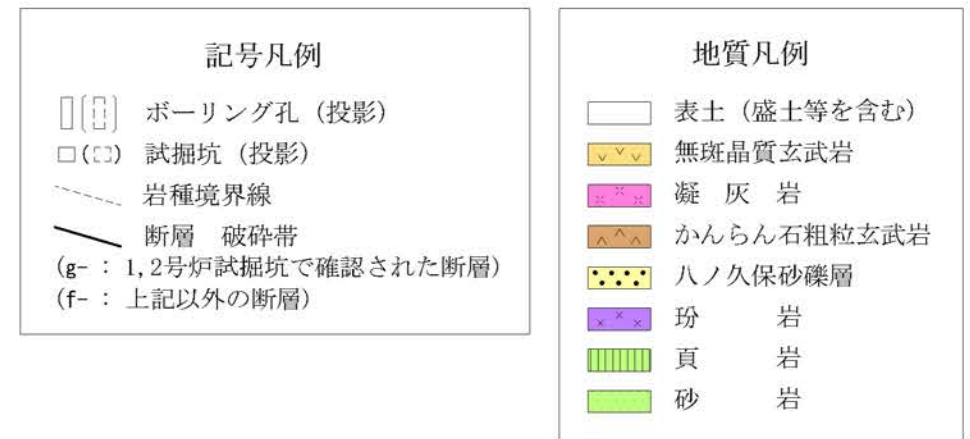 記号凡例
ボーリング孔（投影）
試掘坑（投影）
岩種境界線
断層　破砕帯
(g- : 1,2号炉試掘坑で確認された断層)
(f- : 上記以外の断層)
地質凡例
表土（盛土等を含む）
無斑晶質玄武岩
凝　灰　岩
かんらん石粗粒玄武岩
八ノ久保砂礫層
玢　　　岩
頁　　　岩
砂　　　岩